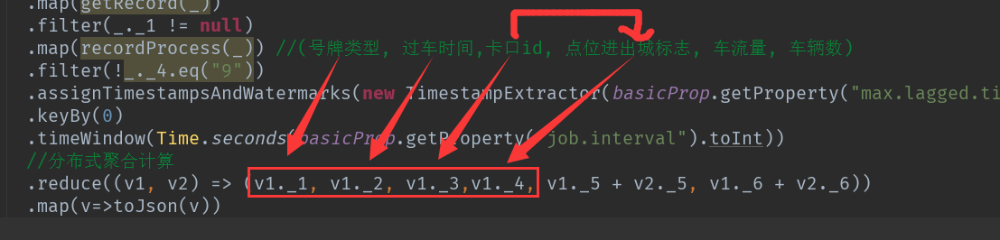 .map(getRecord(_))
.filter(_._1 != null)
.map(recordProcess(_)) //(号牌类型, 过车时间,卡口id, 点位进出城标志, 车流量, 车辆数)
.filter(!_._4.eq("9"))
.assignTimestampsAndWatermarks(new TimestampExtractor(basicProp.getProperty("max.lagged.ti
.keyBy(0)
.timeWindow(Time.seconds(basicProp.getProperty("job.interval").toInt))
//分布式聚合计算
.reduce((v1, v2) => (v1._1, v1._2, v1._3,v1._4, v1._5 + v2._5, v1._6 + v2._6))
.map(v=>toJson(v))